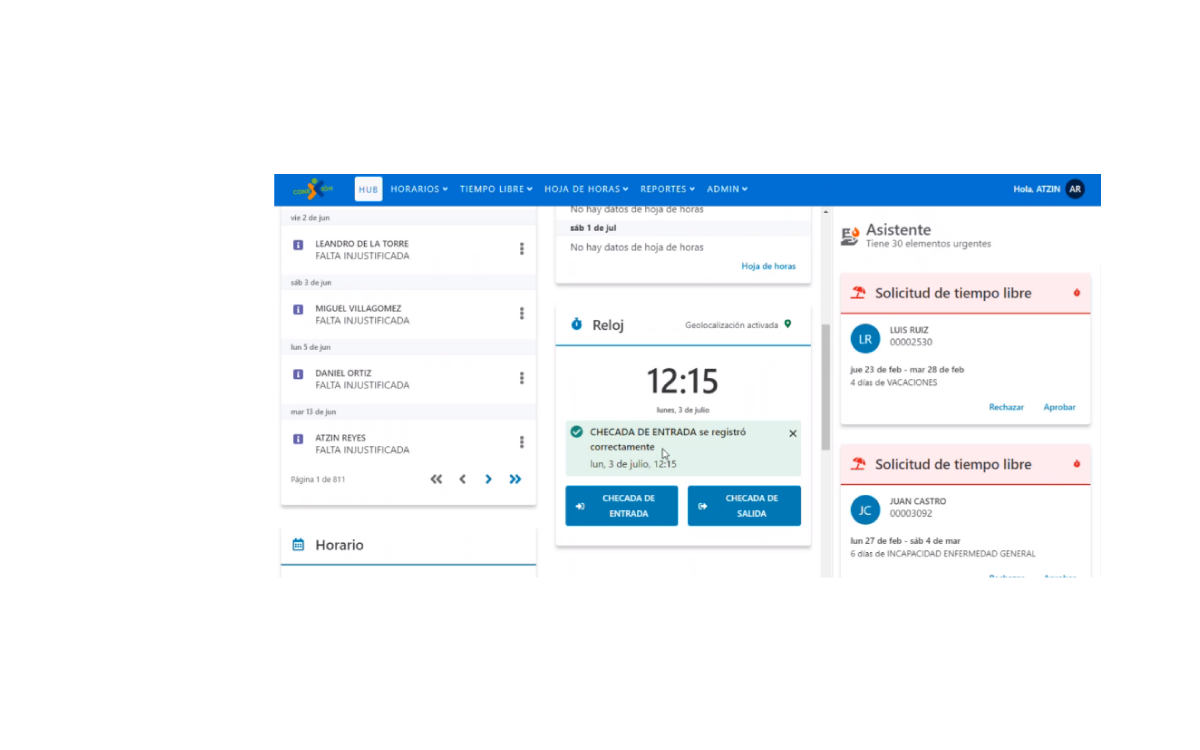 HUB HORARIOS TIEMPO LIBRE HOJA DE HORAS REPORTES ADMIN Hola, ATZIN AR
vie 2 de jun
LEANDRO DE LA TORRE
FALTA INJUSTIFICADA
sáb 3 de jun
MIGUEL VILLAGOMEZ
FALTA INJUSTIFICADA
lun 5 de jun
DANIEL ORTIZ
FALTA INJUSTIFICADA
mar 13 de jun
ATZIN REYES
FALTA INJUSTIFICADA
Página 1 de 811
Horario
No hay datos de hoja de horas
sáb 1 de jul
No hay datos de hoja de horas
Hoja de horas
Reloj Geolocalización activada
12:15
lunes, 3 de julio
CHECADA DE ENTRADA se registró
correctamente
lun, 3 de julio, 12:15
CHECADA DE
ENTRADA
CHECADA DE
SALIDA
Asistente
Tiene 30 elementos urgentes
Solicitud de tiempo libre
LR
LUIS RUIZ
00002530
jue 23 de feb - mar 28 de feb
4 días de VACACIONES
Rechazar Aprobar
Solicitud de tiempo libre
JC
JUAN CASTRO
00003092
lun 27 de feb - sáb 4 de mar
6 días de INCAPACIDAD ENFERMEDAD GENERAL
Rechazar Aprobar